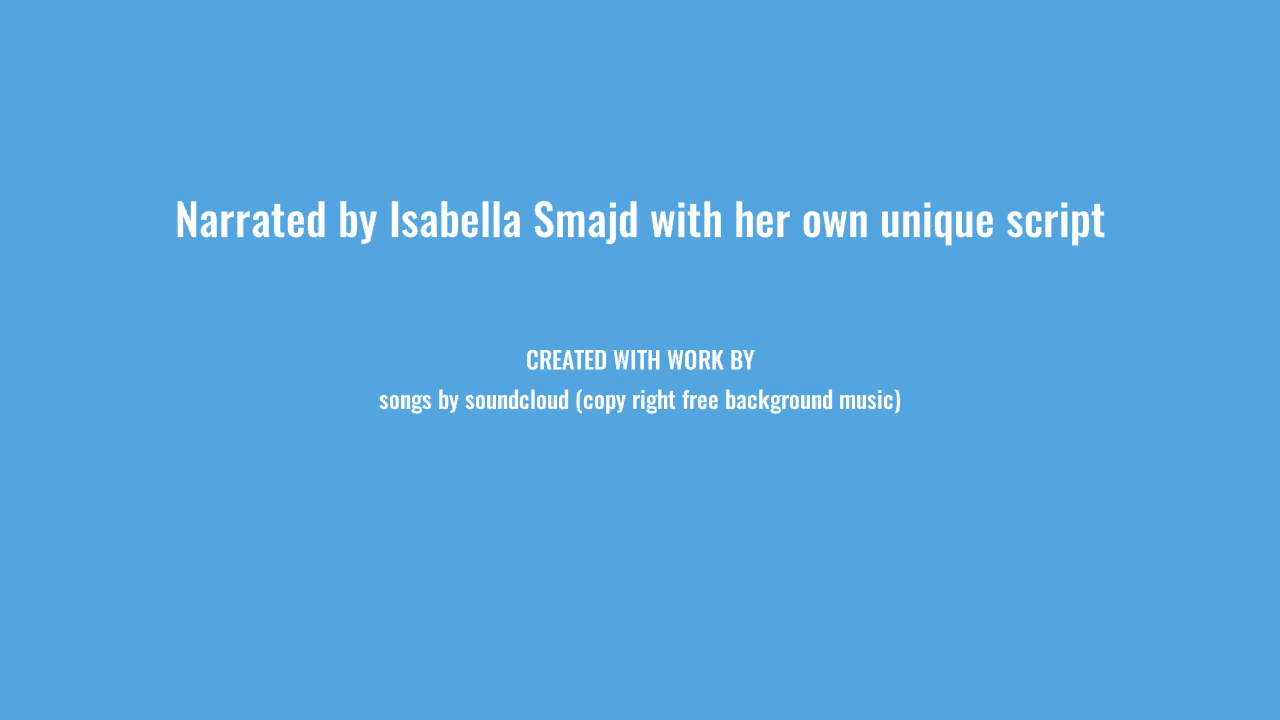 Narrated by Isabella Smajd with her own unique script
CREATED WITH WORK BY
songs by soundcloud (copy right free background music)